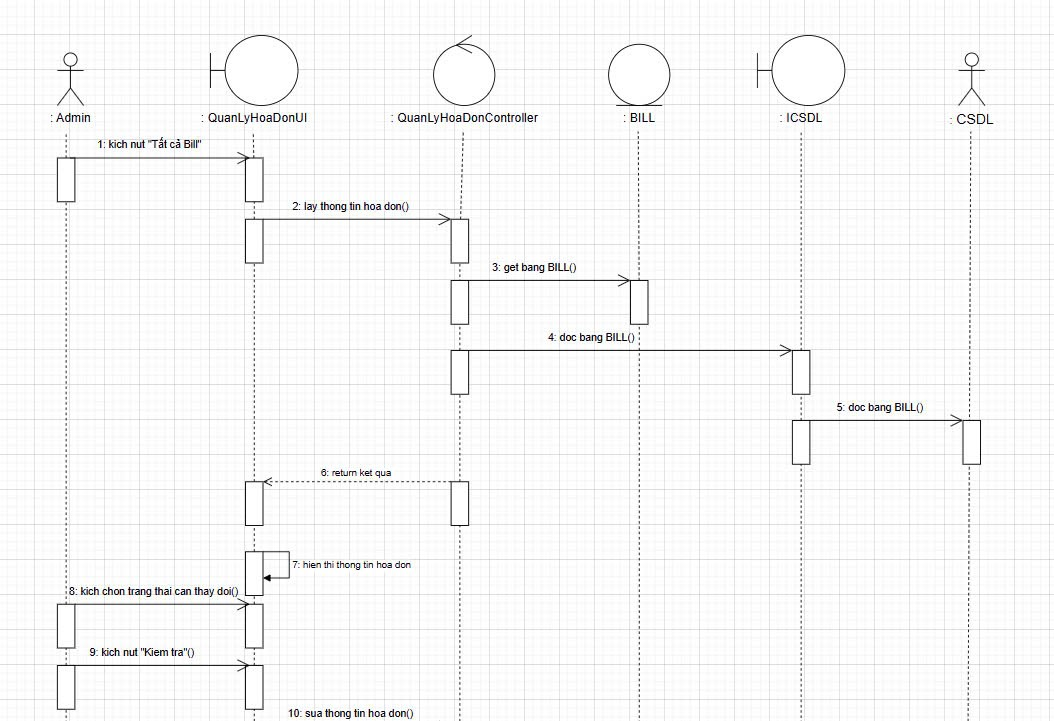 : Admin
: QuanLyHoaDonUI
: QuanLyHoaDonController
: BILL
: ICSDL
: CSDL
1: kich nut "Tất cả Bill"
2: lay thong tin hoa don()
3: get bang BILL()
4: doc bang BILL()
5: doc bang BILL()
6: return ket qua
7: hien thi thong tin hoa don
8: kich chon trang thai can thay doi()
9: kich nut "Kiem tra"()
10: sua thong tin hoa don()